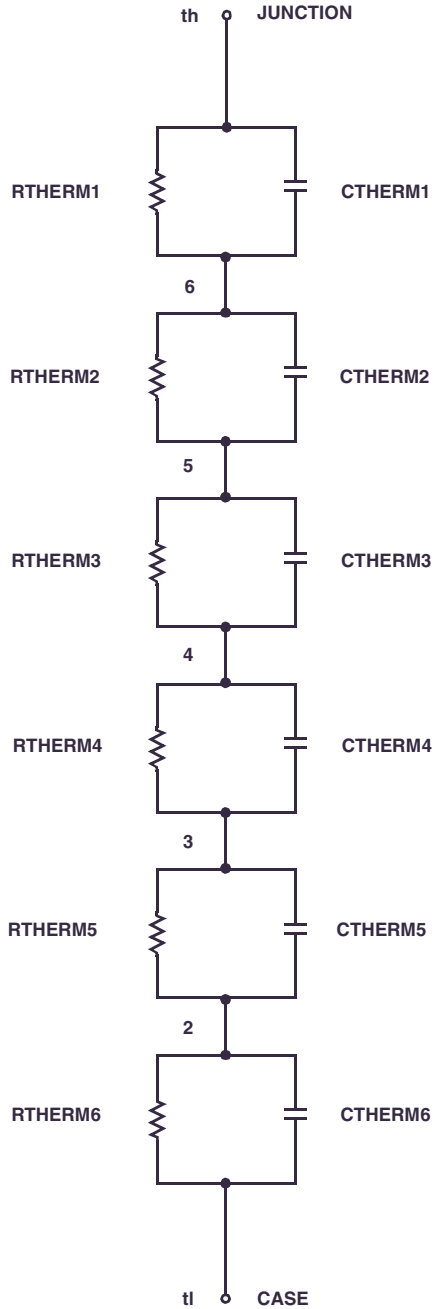 th JUNCTION
RTHERM1 CTHERM1
6
RTHERM2 CTHERM2
5
RTHERM3 CTHERM3
4
RTHERM4 CTHERM4
3
RTHERM5 CTHERM5
2
RTHERM6 CTHERM6
tl CASE